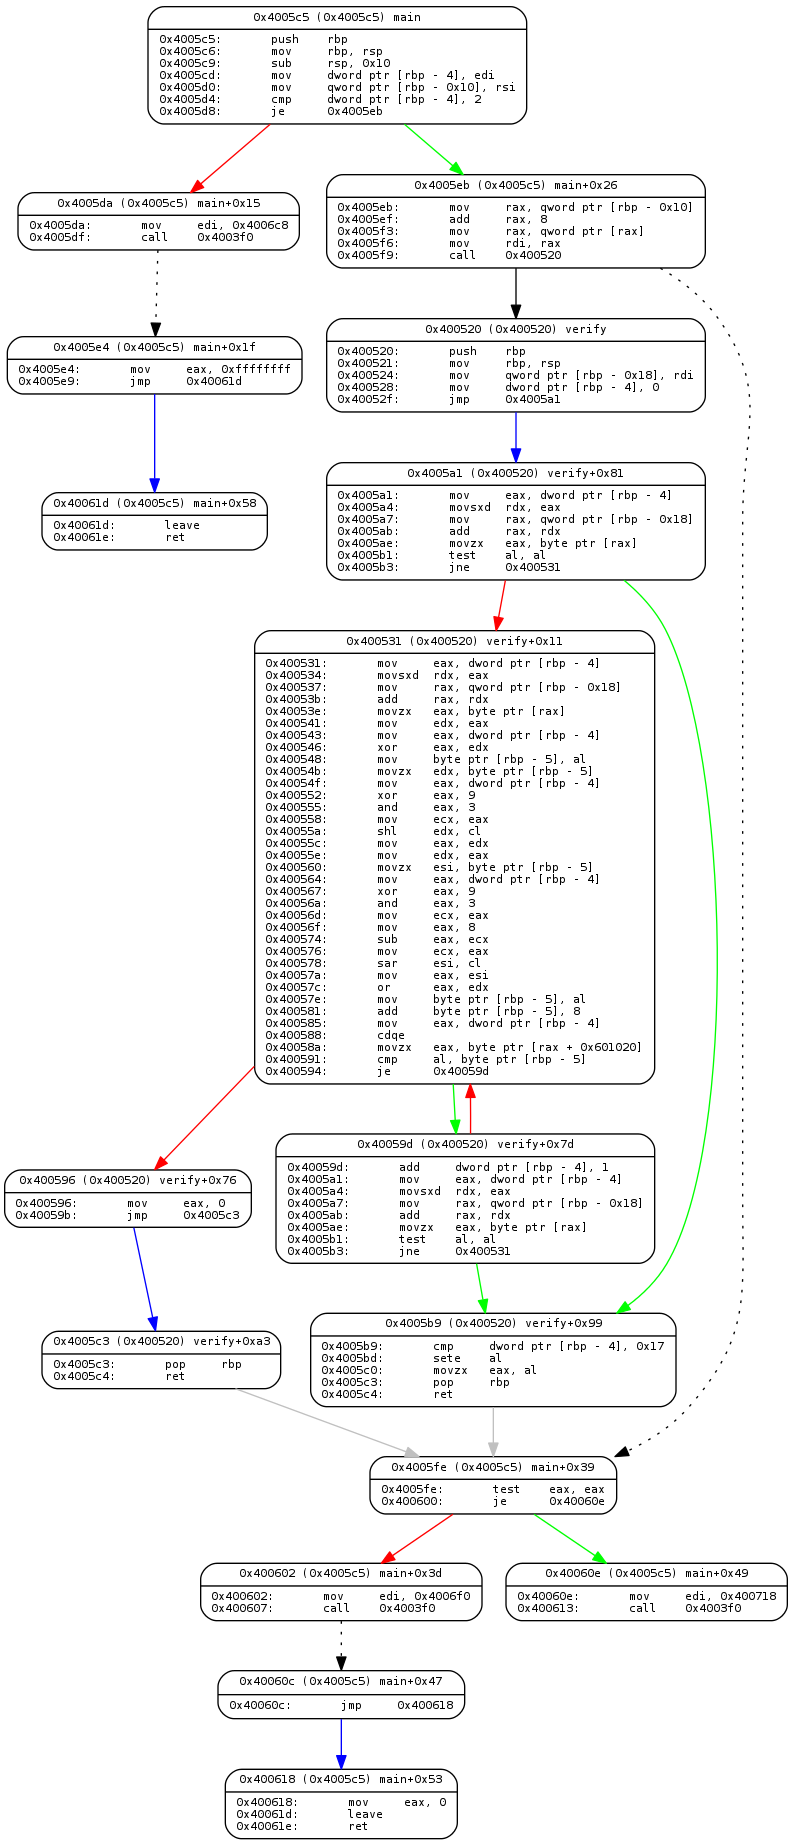 0x4005c5 (0x4005c5) main
0x4005c5: push rbp
0x4005c6: mov rbp, rsp
0x4005c9: sub rsp, 0x10
0x4005cd: mov dword ptr [rbp - 4], edi
0x4005d0: mov qword ptr [rbp - 0x10], rsi
0x4005d4: cmp dword ptr [rbp - 4], 2
0x4005d8: je 0x4005eb
0x4005da (0x4005c5) main+0x15
0x4005da: mov edi, 0x4006c8
0x4005df: call 0x4003f0
0x4005eb (0x4005c5) main+0x26
0x4005eb: mov rax, qword ptr [rbp - 0x10]
0x4005ef: add rax, 8
0x4005f3: mov rax, qword ptr [rax]
0x4005f6: mov rdi, rax
0x4005f9: call 0x400520
0x4005e4 (0x4005c5) main+0x1f
0x4005e4: mov eax, 0xffffffff
0x4005e9: jmp 0x40061d
0x400520 (0x400520) verify
0x400520: push rbp
0x400521: mov rbp, rsp
0x400524: mov qword ptr [rbp - 0x18], rdi
0x400528: mov dword ptr [rbp - 4], 0
0x40052f: jmp 0x4005a1
0x40061d (0x4005c5) main+0x58
0x40061d: leave
0x40061e: ret
0x4005a1 (0x400520) verify+0x81
0x4005a1: mov eax, dword ptr [rbp - 4]
0x4005a4: movsxd rdx, eax
0x4005a7: mov rax, qword ptr [rbp - 0x18]
0x4005ab: add rax, rdx
0x4005ae: movzx eax, byte ptr [rax]
0x4005b1: test al, al
0x4005b3: jne 0x400531
0x400531 (0x400520) verify+0x11
0x400531: mov eax, dword ptr [rbp - 4]
0x400534: movsxd rdx, eax
0x400537: mov rax, qword ptr [rbp - 0x18]
0x40053b: add rax, rdx
0x40053e: movzx eax, byte ptr [rax]
0x400541: mov edx, eax
0x400543: mov eax, dword ptr [rbp - 4]
0x400546: xor eax, edx
0x400548: mov byte ptr [rbp - 5], al
0x40054b: movzx edx, byte ptr [rbp - 5]
0x40054f: mov eax, dword ptr [rbp - 4]
0x400552: xor eax, 9
0x400555: and eax, 3
0x400558: mov ecx, eax
0x40055a: shl edx, cl
0x40055c: mov eax, edx
0x40055e: mov edx, eax
0x400560: movzx esi, byte ptr [rbp - 5]
0x400564: mov eax, dword ptr [rbp - 4]
0x400567: xor eax, 9
0x40056a: and eax, 3
0x40056d: mov ecx, eax
0x40056f: mov eax, 8
0x400574: sub eax, ecx
0x400576: mov ecx, eax
0x400578: sar esi, cl
0x40057a: mov eax, esi
0x40057c: or eax, edx
0x40057e: mov byte ptr [rbp - 5], al
0x400581: add byte ptr [rbp - 5], 8
0x400585: mov eax, dword ptr [rbp - 4]
0x400588: cdqe
0x40058a: movzx eax, byte ptr [rax + 0x601020]
0x400591: cmp al, byte ptr [rbp - 5]
0x400594: je 0x40059d
0x40059d (0x400520) verify+0x7d
0x40059d: add dword ptr [rbp - 4], 1
0x4005a1: mov eax, dword ptr [rbp - 4]
0x4005a4: movsxd rdx, eax
0x4005a7: mov rax, qword ptr [rbp - 0x18]
0x4005ab: add rax, rdx
0x4005ae: movzx eax, byte ptr [rax]
0x4005b1: test al, al
0x4005b3: jne 0x400531
0x400596 (0x400520) verify+0x76
0x400596: mov eax, 0
0x40059b: jmp 0x4005c3
0x4005b9 (0x400520) verify+0x99
0x4005b9: cmp dword ptr [rbp - 4], 0x17
0x4005bd: sete al
0x4005c0: movzx eax, al
0x4005c3: pop rbp
0x4005c4: ret
0x4005c3 (0x400520) verify+0xa3
0x4005c3: pop rbp
0x4005c4: ret
0x4005fe (0x4005c5) main+0x39
0x4005fe: test eax, eax
0x400600: je 0x40060e
0x400602 (0x4005c5) main+0x3d
0x400602: mov edi, 0x4006f0
0x400607: call 0x4003f0
0x40060e (0x4005c5) main+0x49
0x40060e: mov edi, 0x400718
0x400613: call 0x4003f0
0x40060c (0x4005c5) main+0x47
0x40060c: jmp 0x400618
0x400618 (0x4005c5) main+0x53
0x400618: mov eax, 0
0x40061d: leave
0x40061e: ret